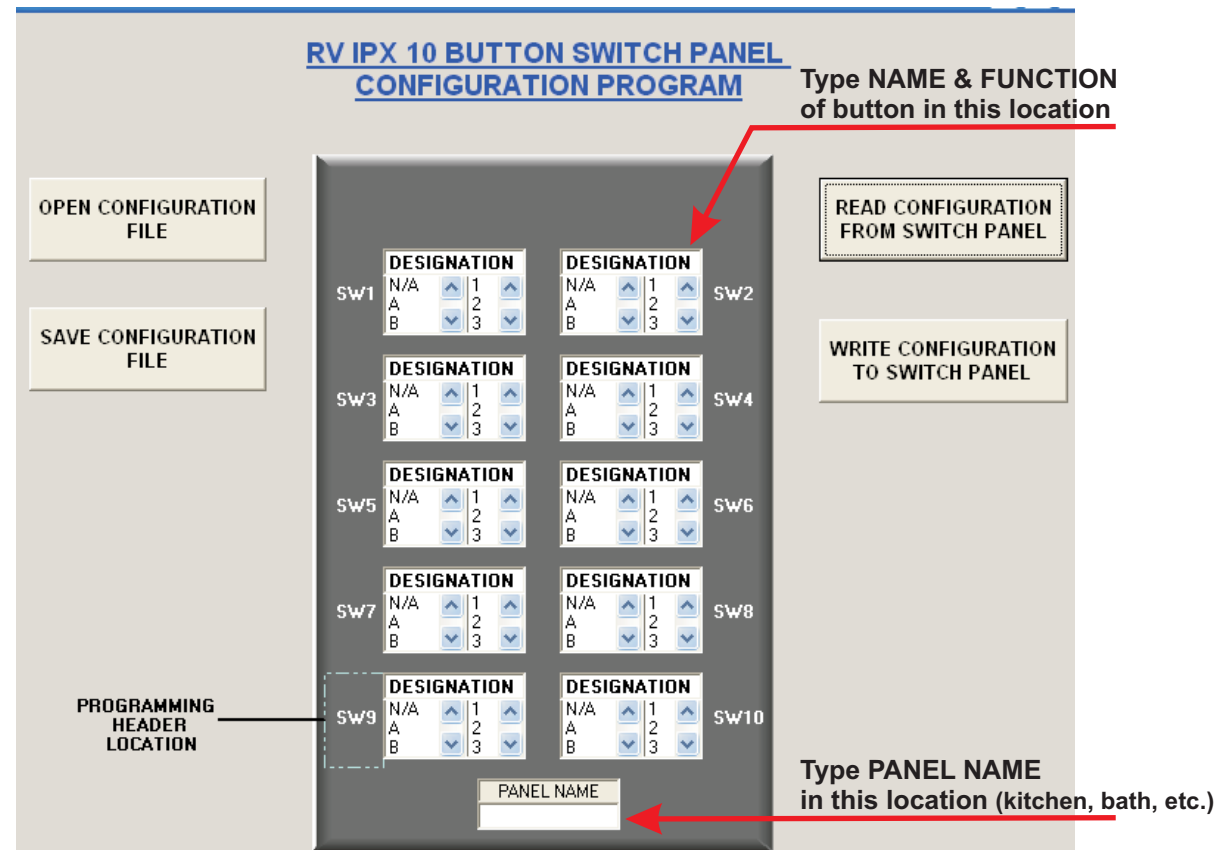 RV IPX 10 BUTTON SWITCH PANEL
CONFIGURATION PROGRAM
Type NAME & FUNCTION
of button in this location
OPEN CONFIGURATION
FILE
SAVE CONFIGURATION
FILE
READ CONFIGURATION
FROM SWITCH PANEL
WRITE CONFIGURATION
TO SWITCH PANEL
DESIGNATION DESIGNATION
SW1 N/A 1 N/A 1 SW2
A 2 A 2
B 3 B 3
DESIGNATION DESIGNATION
SW3 N/A 1 N/A 1 SW4
A 2 A 2
B 3 B 3
DESIGNATION DESIGNATION
SW5 N/A 1 N/A 1 SW6
A 2 A 2
B 3 B 3
DESIGNATION DESIGNATION
SW7 N/A 1 N/A 1 SW8
A 2 A 2
B 3 B 3
DESIGNATION DESIGNATION
SW9 N/A 1 N/A 1 SW10
A 2 A 2
B 3 B 3
PROGRAMMING
HEADER
LOCATION
PANEL NAME
Type PANEL NAME
in this location (kitchen, bath, etc.)